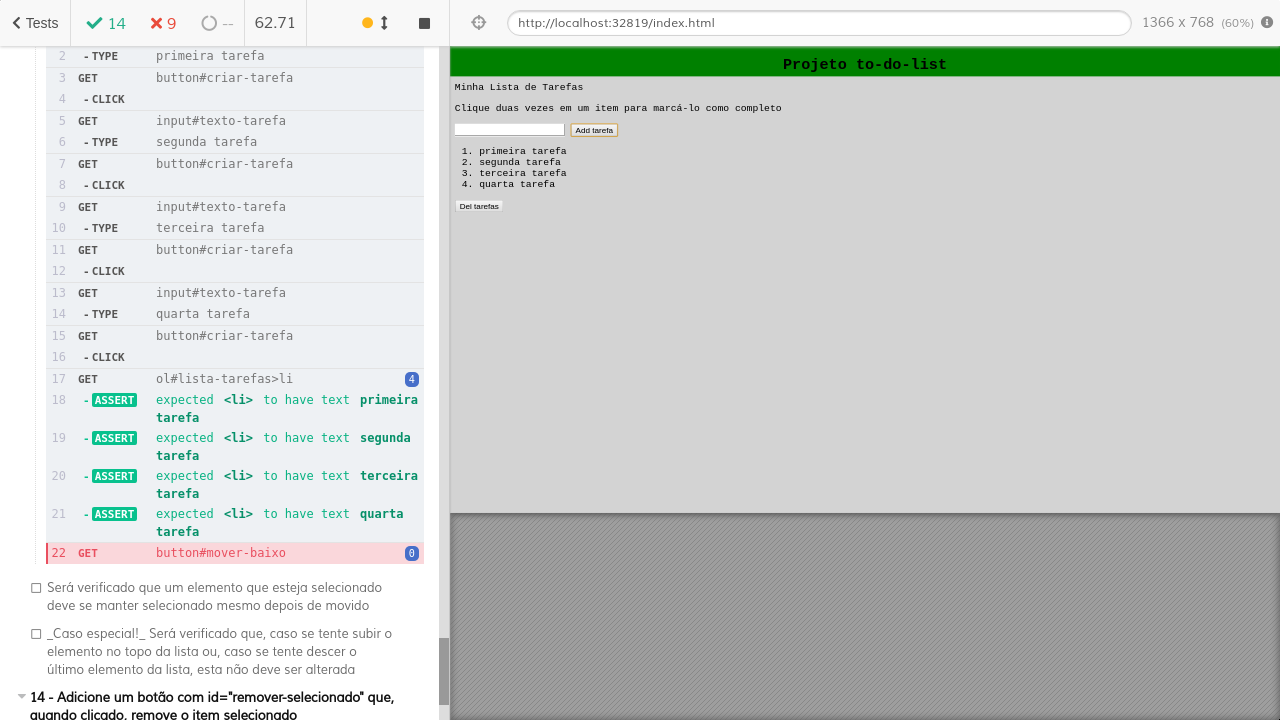 Tests 14 9 -- 62.71
2 - TYPE primeira tarefa
3 GET button#criar-tarefa
4 - CLICK
5 GET input#texto-tarefa
6 - TYPE segunda tarefa
7 GET button#criar-tarefa
8 - CLICK
9 GET input#texto-tarefa
10 - TYPE terceira tarefa
11 GET button#criar-tarefa
12 - CLICK
13 GET input#texto-tarefa
14 - TYPE quarta tarefa
15 GET button#criar-tarefa
16 - CLICK
17 GET ol#lista-tarefas>li 4
18 - ASSERT expected <li> to have text primeira
tarefa
19 - ASSERT expected <li> to have text segunda
tarefa
20 - ASSERT expected <li> to have text terceira
tarefa
21 - ASSERT expected <li> to have text quarta
tarefa
22 GET button#mover-baixo 0
Será verificado que um elemento que esteja selecionado
deve se manter selecionado mesmo depois de movido
_Caso especial!_ Será verificado que, caso se tente subir o
elemento no topo da lista ou, caso se tente descer o
último elemento da lista, esta não deve ser alterada
14 - Adicione um botão com id="remover-selecionado" que,
quando clicado, remove o item selecionado
http://localhost:32819/index.html 1366 x 768 (60%)
Projeto to-do-list
Minha Lista de Tarefas
Clique duas vezes em um item para marcá-lo como completo
Add tarefa
1. primeira tarefa
2. segunda tarefa
3. terceira tarefa
4. quarta tarefa
Del tarefas